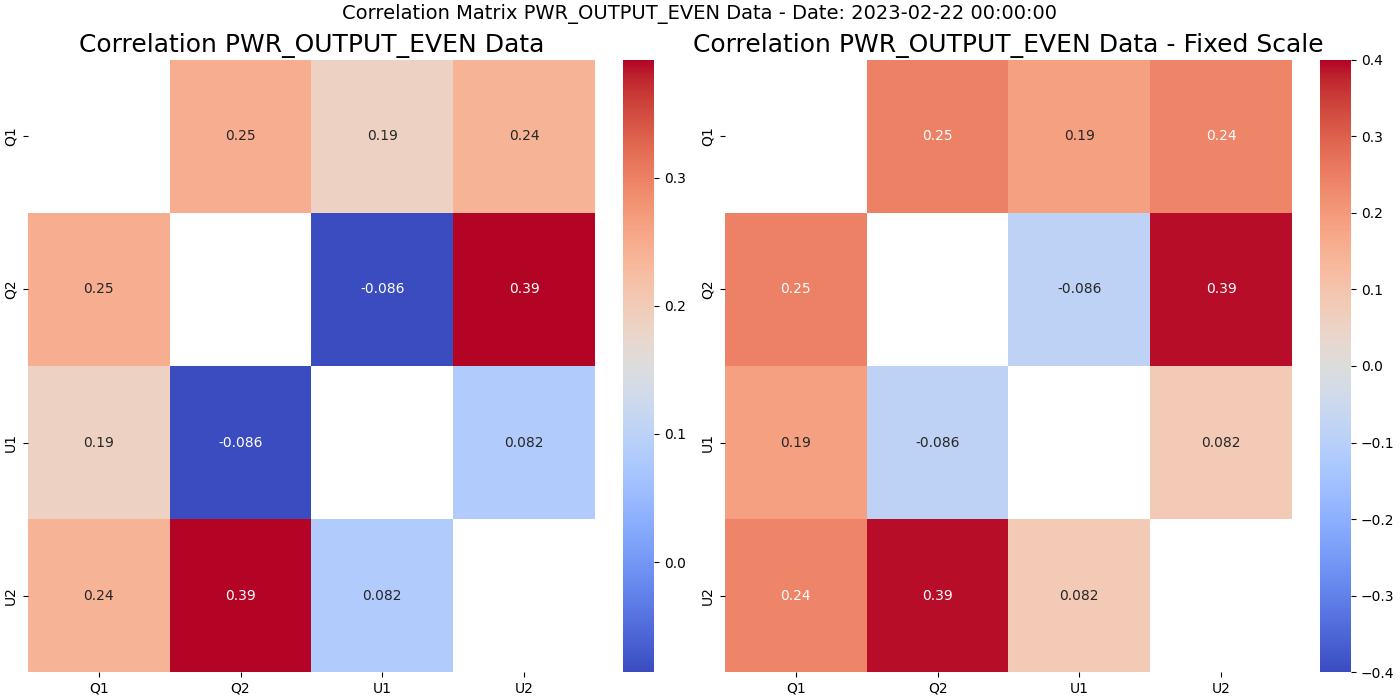 Correlation Matrix PWR_OUTPUT_EVEN Data - Date: 2023-02-22 00:00:00
Correlation PWR_OUTPUT_EVEN Data
Q1
0.25 0.19 0.24
Q2
0.25 -0.086 0.39
U1
0.19 -0.086 0.082
U2
0.24 0.39 0.082
Q1 Q2 U1 U2
0.3
0.2
0.1
0.0
Correlation PWR_OUTPUT_EVEN Data - Fixed Scale
Q1
0.25 0.19 0.24
Q2
0.25 -0.086 0.39
U1
0.19 -0.086 0.082
U2
0.24 0.39 0.082
Q1 Q2 U1 U2
0.4
0.3
0.2
0.1
0.0
−0.1
−0.2
−0.3
−0.4